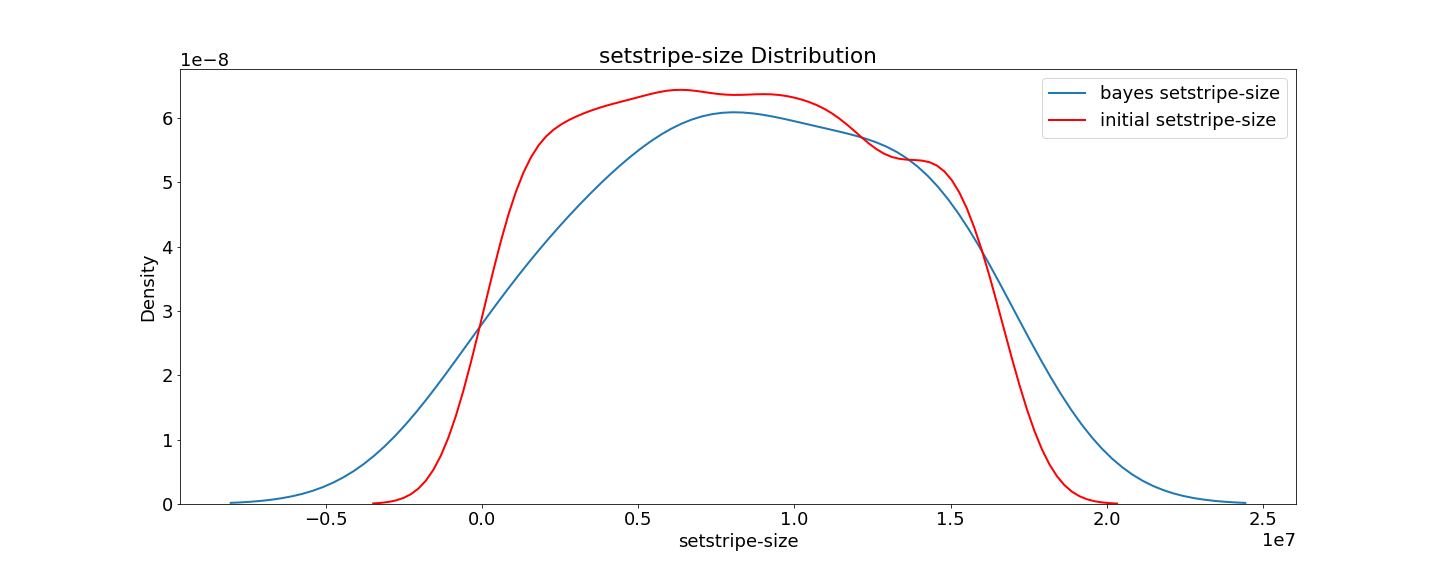 setstripe-size Distribution
1e−8
bayes setstripe-size
initial setstripe-size
6
5
4
3
2
1
0
Density
−0.5 0.0 0.5 1.0 1.5 2.0 2.5
setstripe-size
1e7